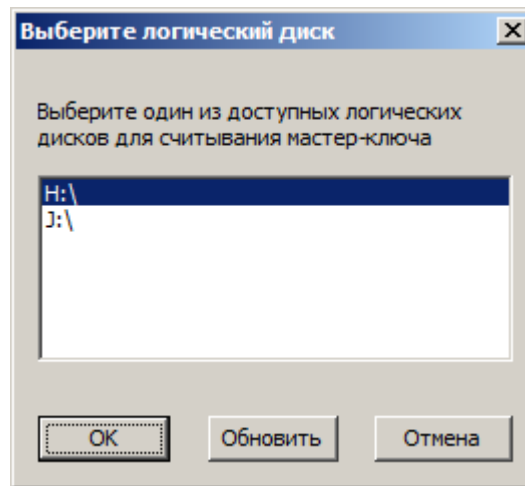 Выберите логический диск
Выберите один из доступных логических
дисков для считывания мастер-ключа
H:\
J:\
OK Обновить Отмена